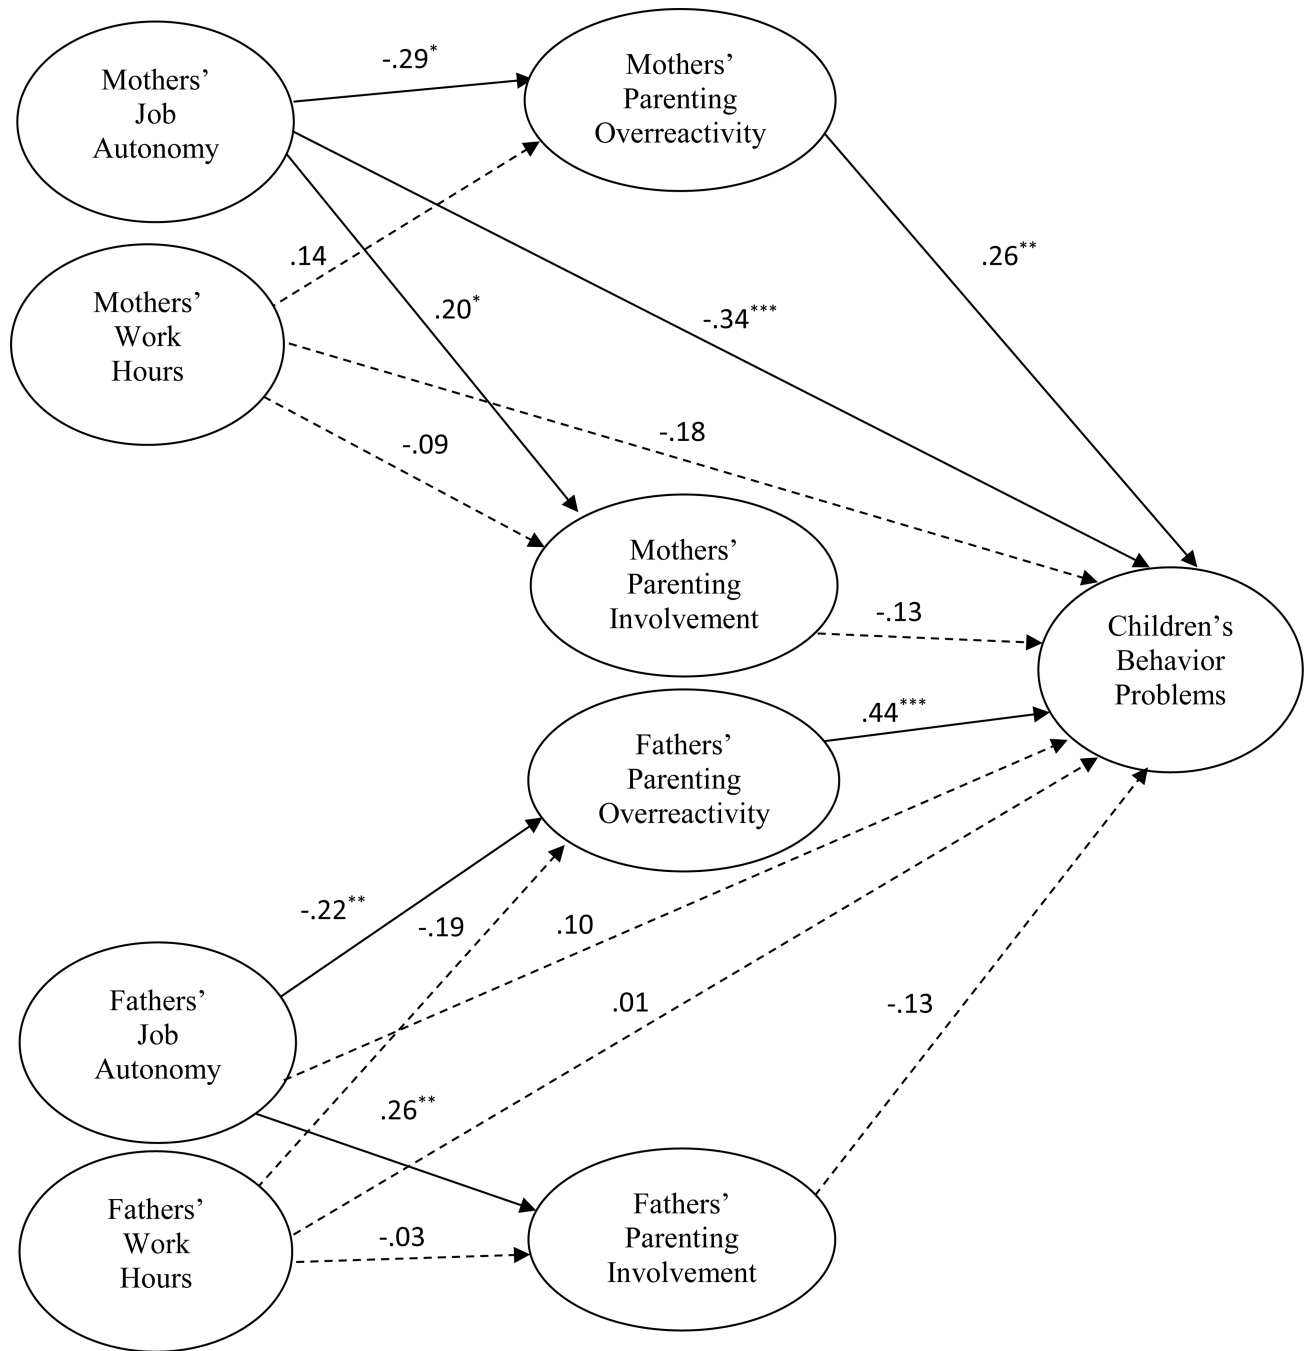 Mothers’
Job
Autonomy
-.29*
Mothers’
Parenting
Overreactivity
.14
.26**
Mothers’
Work
Hours
.20*
-.34***
-.09
-.18
Mothers’
Parenting
Involvement
-.13
Children’s
Behavior
Problems
Fathers’
Parenting
Overreactivity
.44***
-.22**
-.19
.10
.01
-.13
Fathers’
Job
Autonomy
.26**
Fathers’
Work
Hours
-.03
Fathers’
Parenting
Involvement